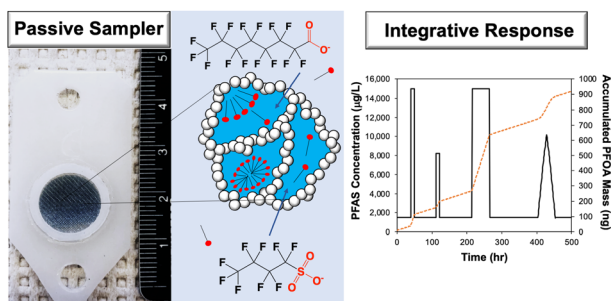 Passive Sampler
Integrative Response
5
4
3
2
1
F F F F F F F O
F
F
O-
F F F F F F F
F F F F
F
F
O
S
O-
F
O
F F F F
PFAS Concentration (µg/L)
16,000
14,000
12,000
10,000
8,000
6,000
4,000
2,000
0
0 100 200 300 400 500
Time (hr)
1000
900
800
700
600
500
400
300
200
100
0
Accumulated PFOA Mass (ng)